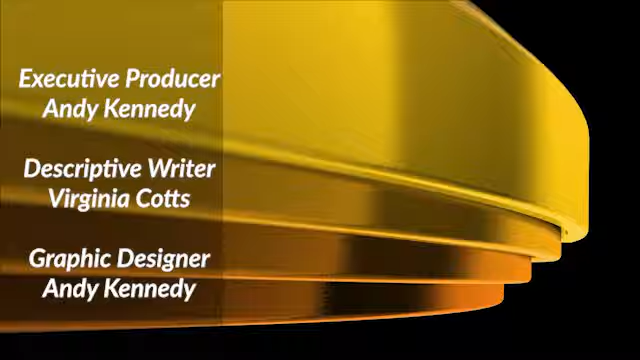 Executive Producer
Andy Kennedy
Descriptive Writer
Virginia Cotts
Graphic Designer
Andy Kennedy